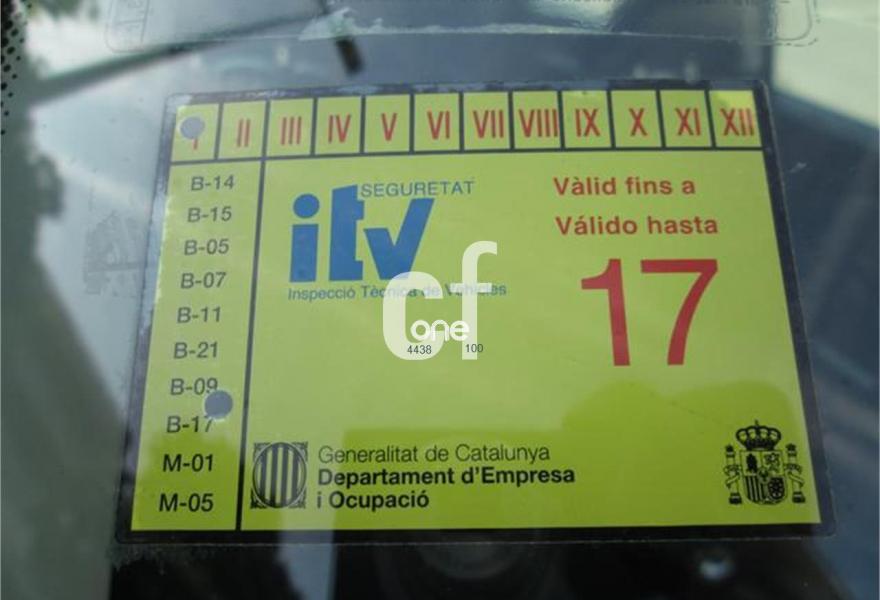 I II III IV V VI VII VIII IX X XI XII
B-14
B-15
B-05
B-07
B-11
B-21
B-09
B-17
M-01
M-05
SEGURETAT
itv
Inspecció Tècnica de Vehicles
Vàlid fins a
Válido hasta
17
cf
one
4438 100
Generalitat de Catalunya
Departament d'Empresa
i Ocupació